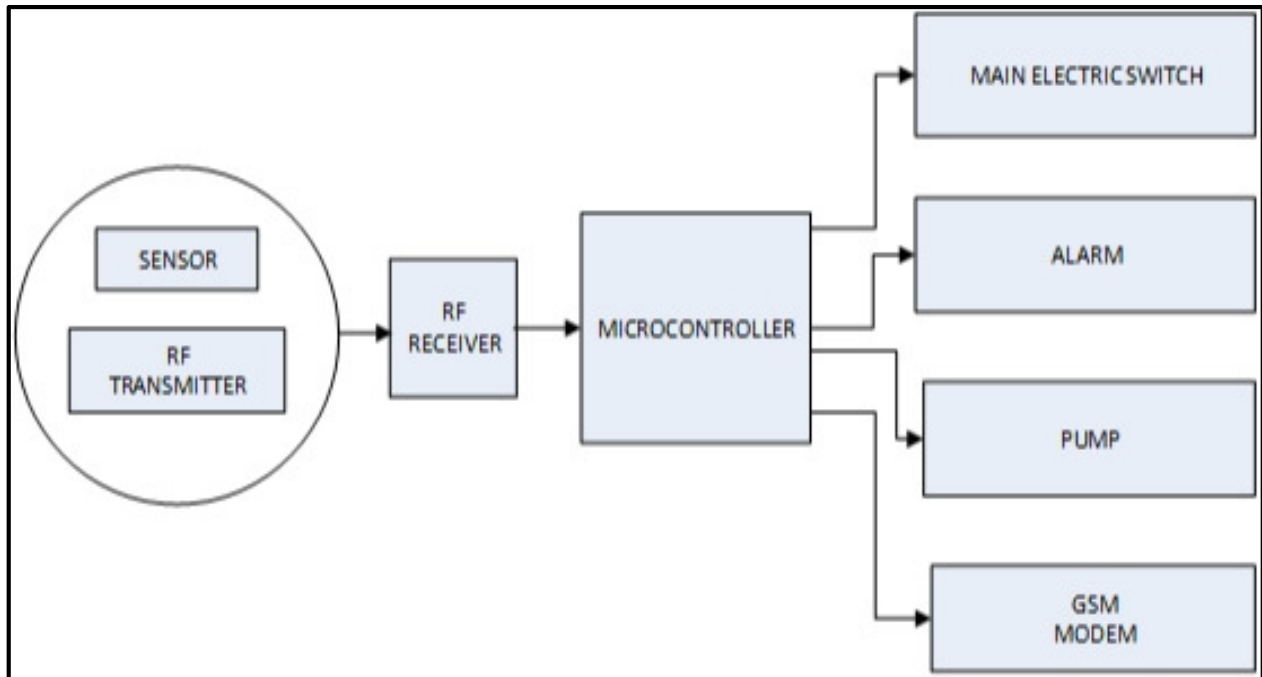 SENSOR
RF
TRANSMITTER
RF
RECEIVER
MICROCONTROLLER
MAIN ELECTRIC SWITCH
ALARM
PUMP
GSM
MODEM